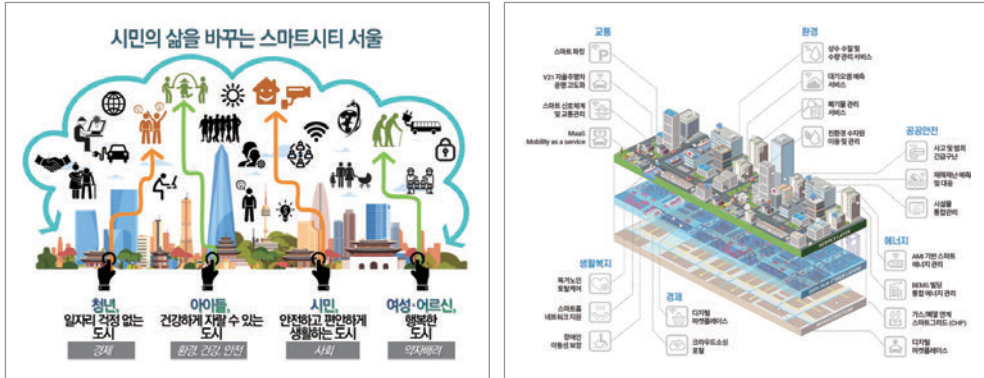 시민의 삶을 바꾸는 스마트시티 서울
청년,
일자리 걱정 없는
도시
경제
아이들,
건강하게 자랄 수 있는
도시
환경, 건강, 안전
시민,
안전하고 편안하게
생활하는 도시
사회
여성·어르신,
행복한
도시
약자배려
교통
스마트 파킹
V2I 자율주행차
운행 고도화
스마트 신호체계
및 교통관리
MaaS
Mobility as a service
환경
상수 수질 및
수량 관리 서비스
대기오염 예측
서비스
폐기물 관리
서비스
친환경 수자원
이용 및 관리
공공안전
사고 및 범죄
긴급구난
재해재난 예측
및 대응
시설물
통합관리
에너지
AMI 기반 스마트
에너지 관리
BEMS 빌딩
통합 에너지 관리
가스/메탈 연계
스마트그리드 (CHP)
디지털
마켓플레이스
생활복지
독거노인
토탈케어
스마트홈
네트워크 지원
장애인
이동성 보장
경제
디지털
마켓플레이스
크라우드소싱
포털
SERVICE LAYER